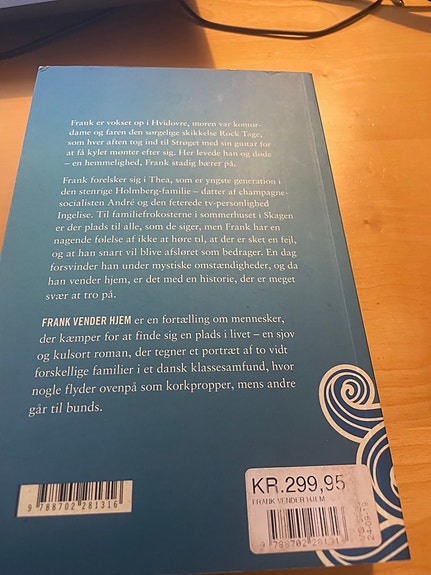 Frank er vokset op i Hvidovre, moren var kontor-
dame og faren den sørgelige skikkelse Rock Tage,
som hver aften tog ind til Strøget med sin guitar for
at få kylet mønter efter sig. Her levede han og døde
– en hemmelighed, Frank stadig bærer på.
Frank forelsker sig i Thea, som er yngste generation i
den stenrige Holmberg-familie – datter af champagne-
socialisten André og den feterede tv-personlighed
Ingelise. Til familiefrokosterne i sommerhuset i Skagen
er der plads til alle, som de siger, men Frank har en
nagende følelse af ikke at høre til, at der er sket en fejl,
og at han snart vil blive afsløret som bedrager. En dag
forsvinder han under mystiske omstændigheder, og da
han vender hjem, er det med en historie, der er meget
svær at tro på.
FRANK VENDER HJEM er en fortælling om mennesker,
der kæmper for at finde sig en plads i livet – en sjov
og kulsort roman, der tegner et portræt af to vidt
forskellige familier i et dansk klassesamfund, hvor
nogle flyder ovenpå som korkpropper, mens andre
går til bunds.
KR.299,95
FRANK VENDER HJEM
9 788702 281316
9 788702 28131